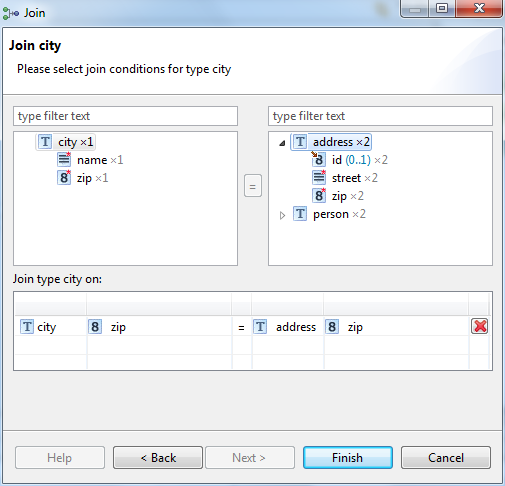 Join
Join city
Please select join conditions for type city
type filter text
type filter text
T city ×1
name ×1
8 zip ×1
=
T address ×2
8 id (0..1) ×2
street ×2
8 zip ×2
T person ×2
Join type city on:
T city 8 zip = T address 8 zip
Help
< Back
Next >
Finish
Cancel